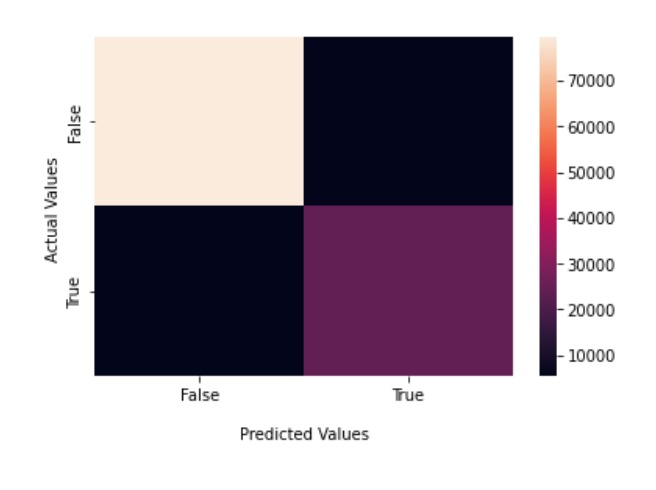 Actual Values
False
True
False
True
Predicted Values
70000
60000
50000
40000
30000
20000
10000